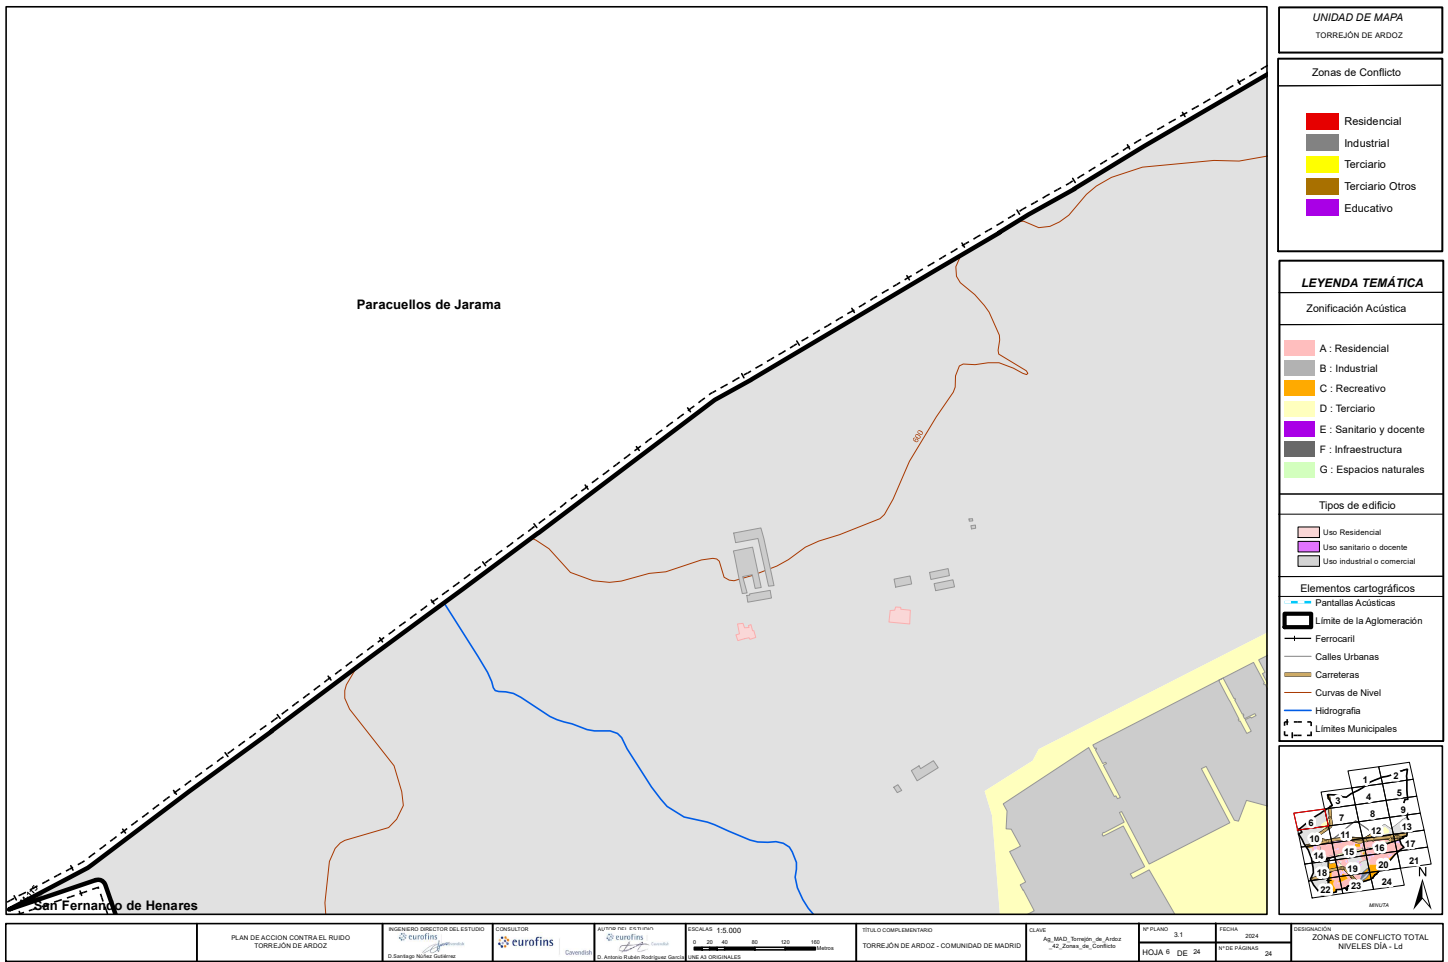 UNIDAD DE MAPA
TORREJÓN DE ARDOZ
Zonas de Conflicto
Residencial
Industrial
Terciario
Terciario Otros
Educativo
LEYENDA TEMÁTICA
Zonificación Acústica
A : Residencial
B : Industrial
C : Recreativo
D : Terciario
E : Sanitario y docente
F : Infraestructura
G : Espacios naturales
Tipos de edificio
Uso Residencial
Uso sanitario o docente
Uso industrial o comercial
Elementos cartográficos
Pantallas Acústicas
Límite de la Aglomeración
Ferrocaril
Calles Urbanas
Carreteras
Curvas de Nivel
Hidrografía
Límites Municipales
Paracuellos de Jarama
600
San Fernando de Henares
1 2
3 4 5
6 7 8 9
10 11 12 13
14 15 16 17
18 19 20 21
22 23 24
N
MINUTA
PLAN DE ACCION CONTRA EL RUIDO
TORREJÓN DE ARDOZ
INGENIERO DIRECTOR DEL ESTUDIO
eurofins
D.Santiago Núñez Gutiérrez
CONSULTOR
eurofins
Cavendish
AUTOR DEL ESTUDIO
eurofins
D. Antonio Rubén Rodríguez García
ESCALAS 1:5.000
0 20 40 80 120 160
Metros
UNE A3 ORIGINALES
TÍTULO COMPLEMENTARIO
TORREJÓN DE ARDOZ - COMUNIDAD DE MADRID
CLAVE
Ag_MAD_Torrejón_de_Ardoz
_42_Zonas_de_Conflicto
Nº PLANO
3.1
HOJA 6 DE 24
FECHA
2024
Nº DE PÁGINAS
24
DESIGNACIÓN
ZONAS DE CONFLICTO TOTAL
NIVELES DÍA - Ld